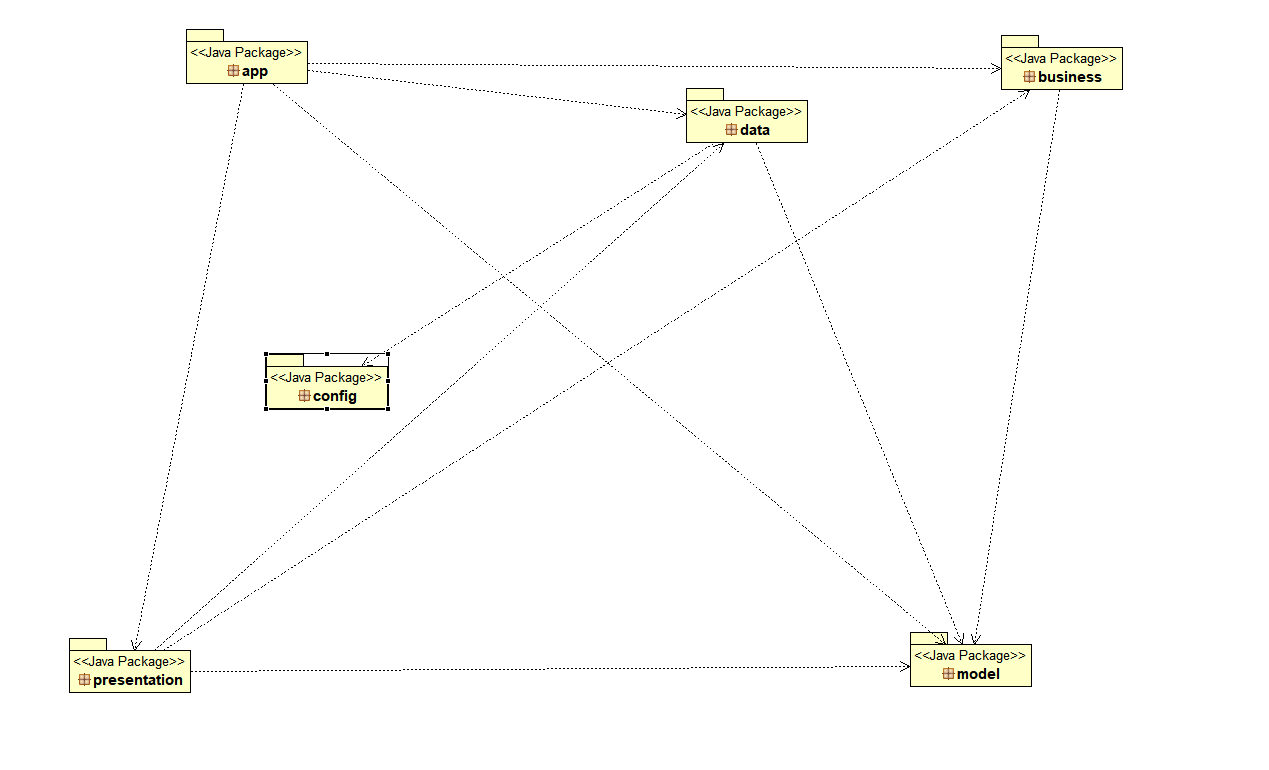 <<Java Package>>
app
<<Java Package>>
business
<<Java Package>>
data
<<Java Package>>
config
<<Java Package>>
presentation
<<Java Package>>
model